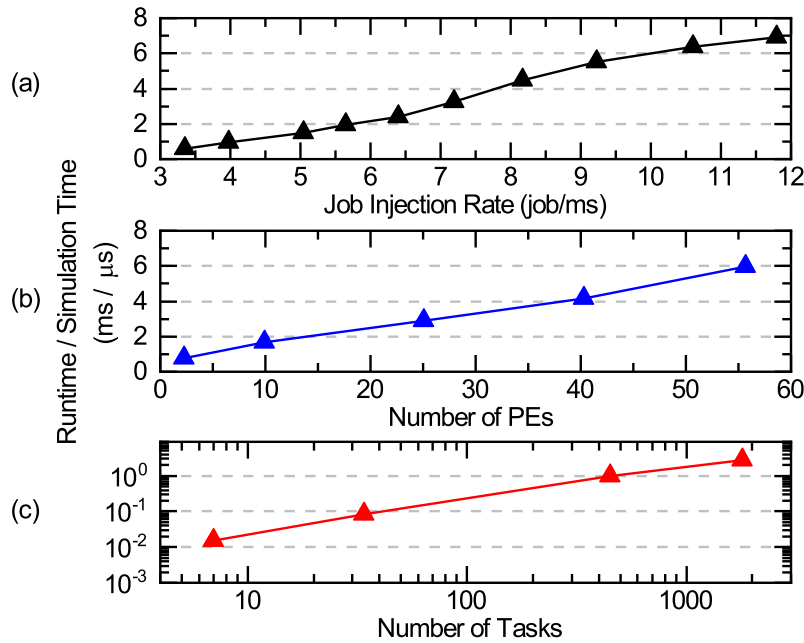 Runtime / Simulation Time
(ms / μs)
(a)
8
6
4
2
0
3 4 5 6 7 8 9 10 11 12
Job Injection Rate (job/ms)
(b)
8
6
4
2
0
0 10 20 30 40 50 60
Number of PEs
(c)
10⁰
10⁻¹
10⁻²
10⁻³
10 100 1000
Number of Tasks